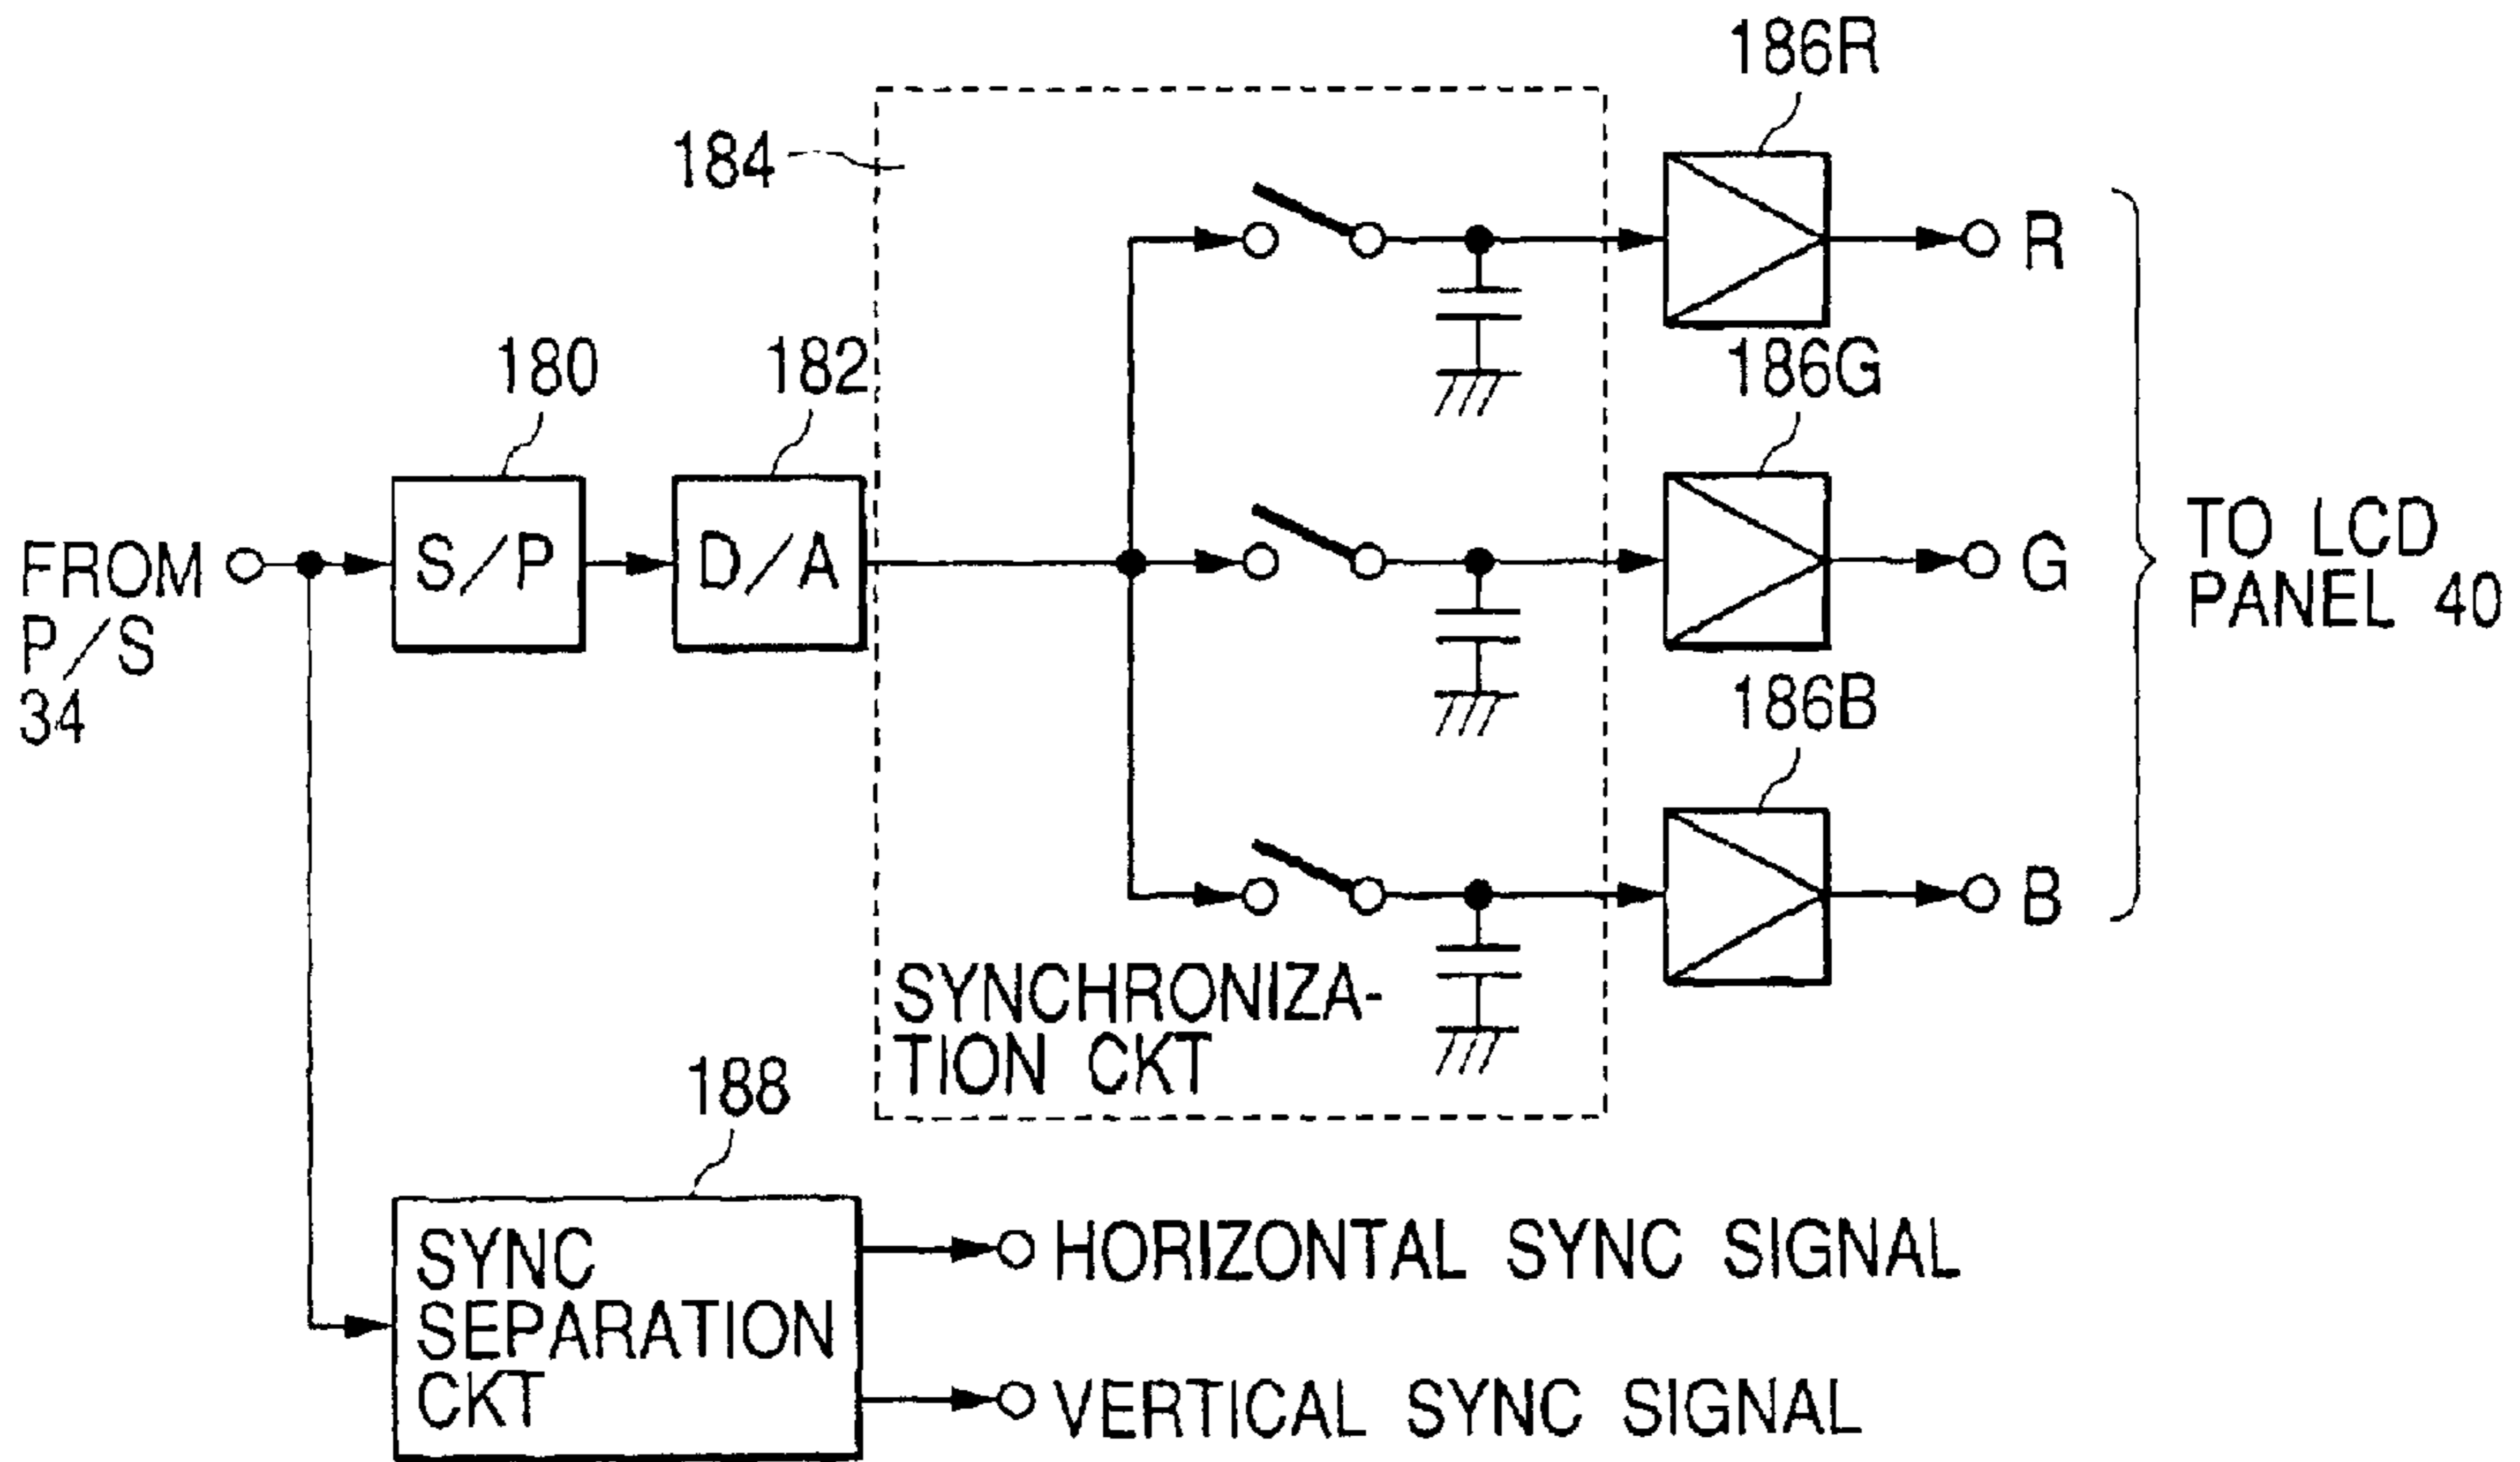 186R
184
R
180
182
186G
FROM
P/S
34
S/P
D/A
G
TO LCD
PANEL 40
186B
B
SYNCHRONIZA-
TION CKT
188
SYNC
SEPARATION
CKT
HORIZONTAL SYNC SIGNAL
VERTICAL SYNC SIGNAL